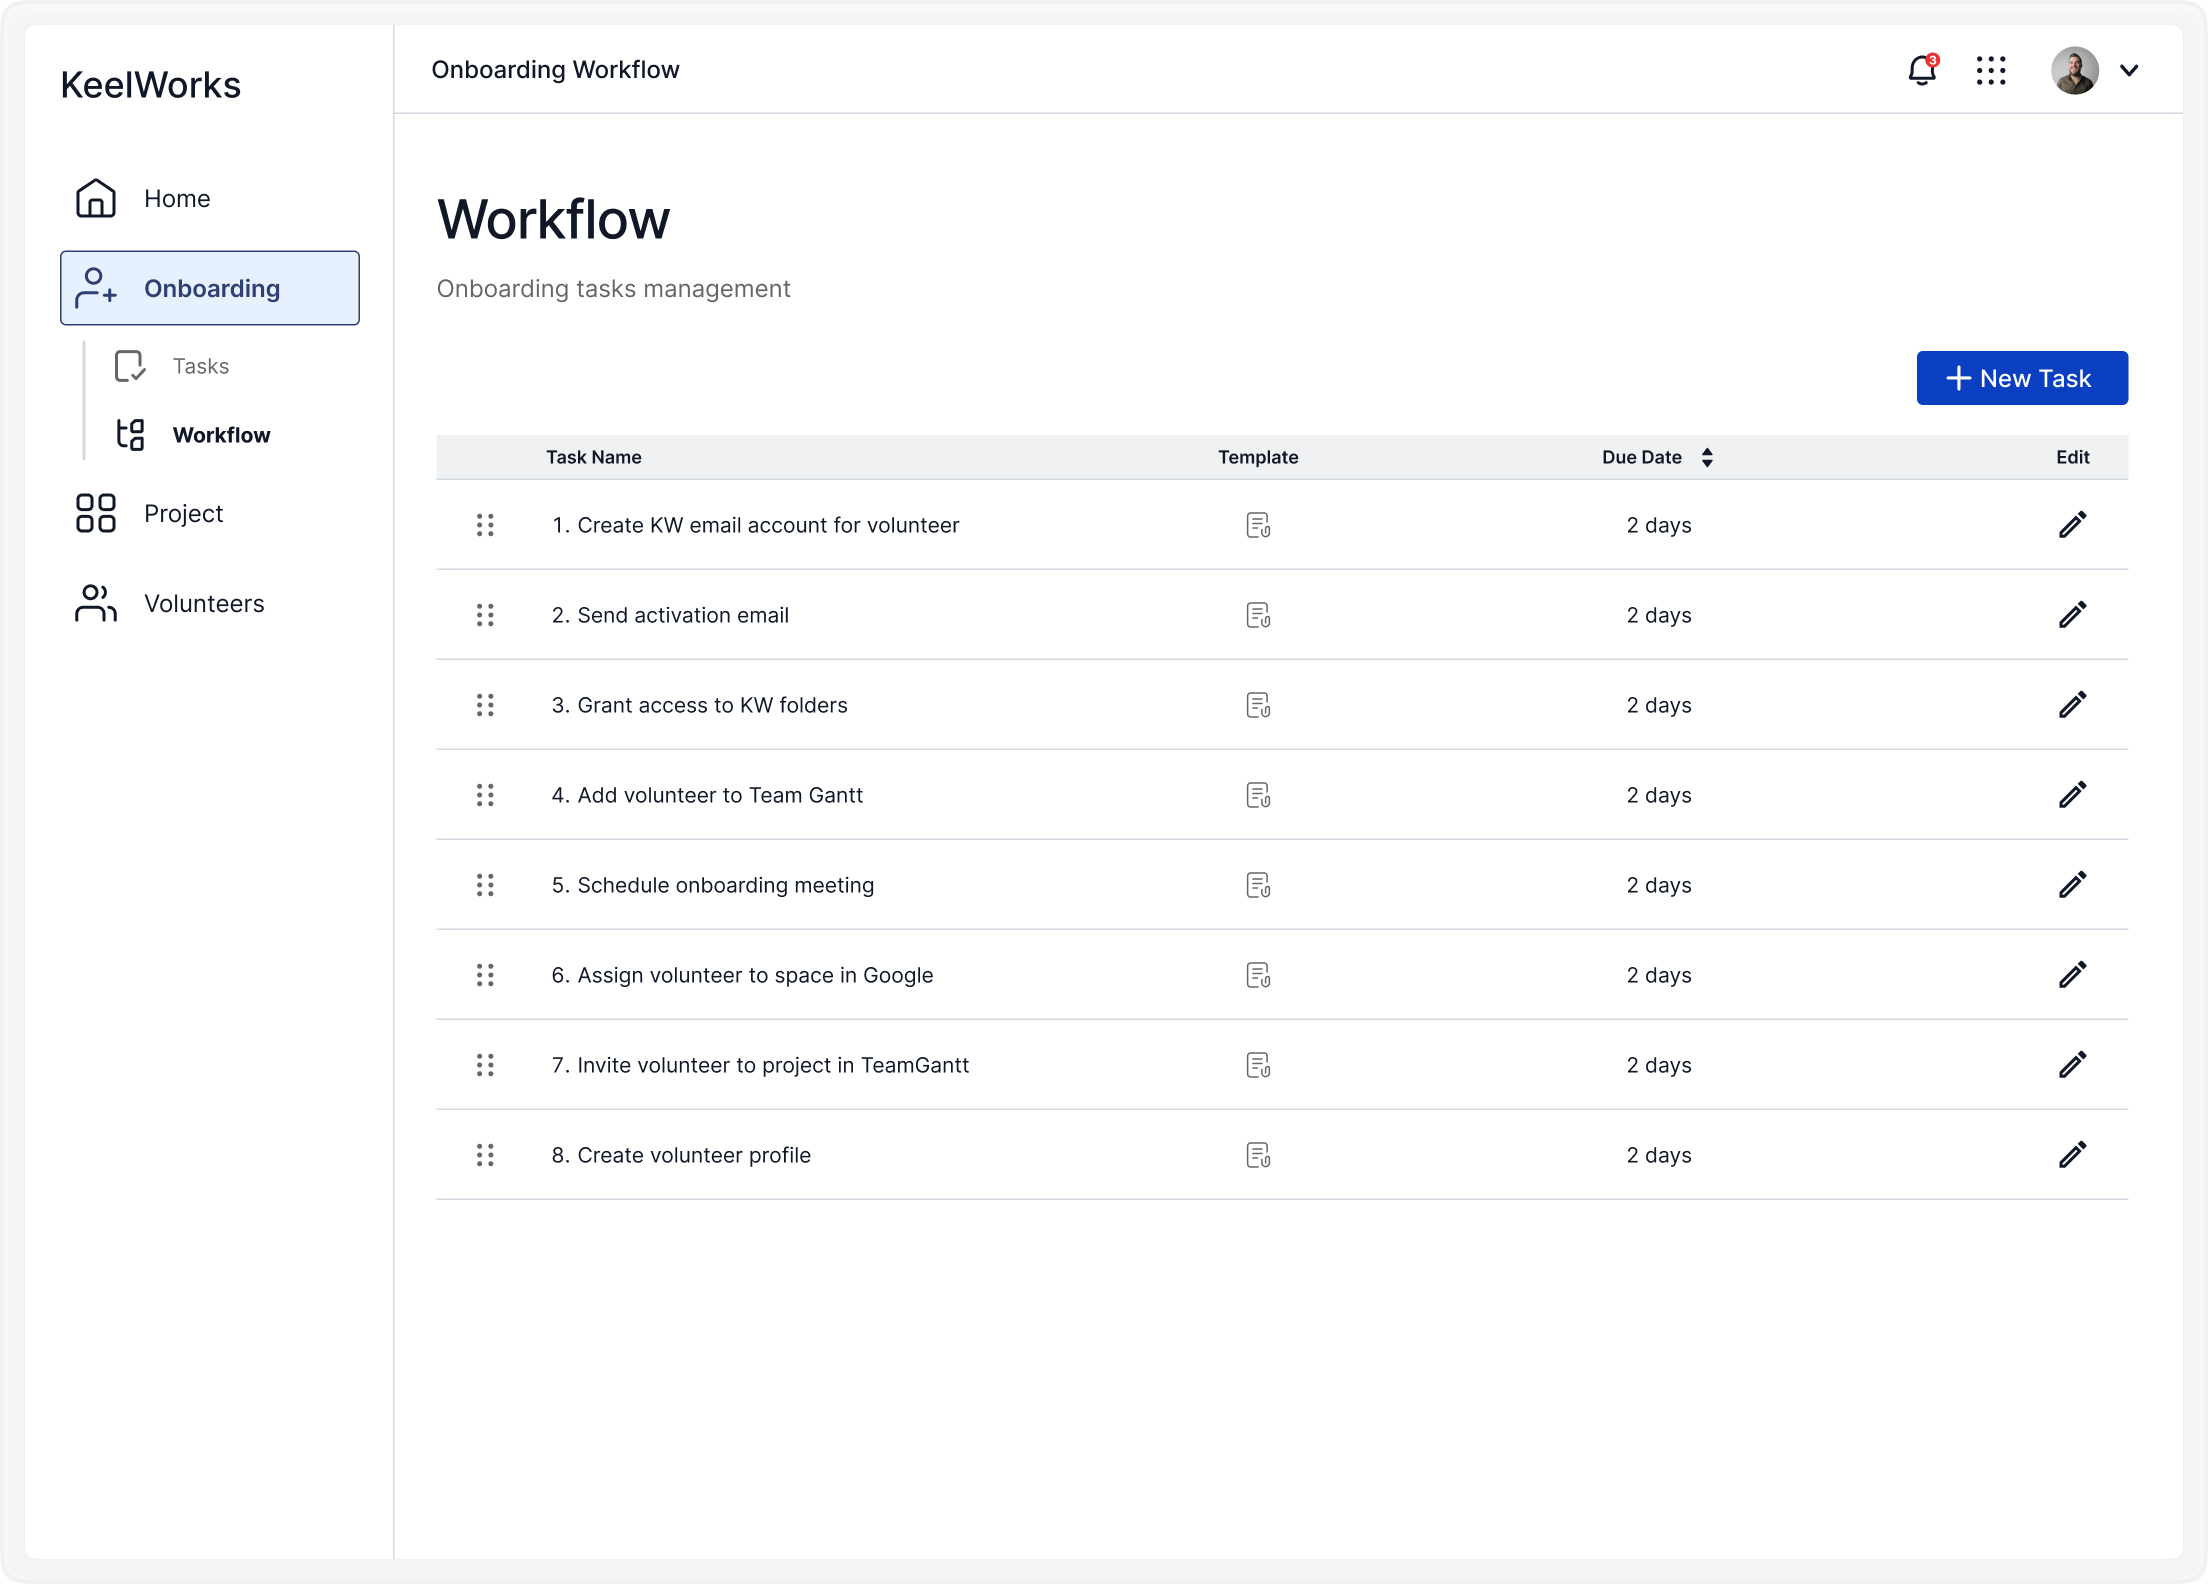 KeelWorks
Onboarding Workflow
3
Home
Onboarding
Tasks
Workflow
Project
Volunteers
Workflow
Onboarding tasks management
New Task
Task Name Template Due Date Edit
1. Create KW email account for volunteer 2 days
2. Send activation email 2 days
3. Grant access to KW folders 2 days
4. Add volunteer to Team Gantt 2 days
5. Schedule onboarding meeting 2 days
6. Assign volunteer to space in Google 2 days
7. Invite volunteer to project in TeamGantt 2 days
8. Create volunteer profile 2 days